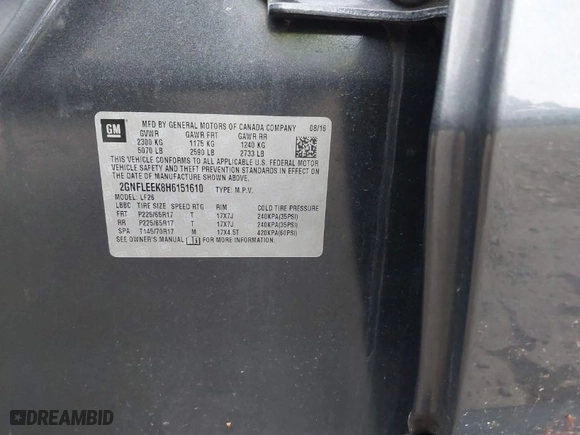 GM
MFD BY GENERAL MOTORS OF CANADA COMPANY 08/16
GVWR GAWR FRT GAWR RR
2300 KG 1175 KG 1240 KG
5070 LB 2590 LB 2733 LB
THIS VEHICLE CONFORMS TO ALL APPLICABLE U.S. FEDERAL MOTOR
VEHICLE SAFETY AND THEFT PREVENTION STANDARDS IN EFFECT ON
THE DATE OF MANUFACTURE SHOWN ABOVE.
2GNFLEEK8H6151610 TYPE: M.P.V.
MODEL: LF26
LBBC TIRE SIZE SPEED RTG RIM COLD TIRE PRESSURE
FRT P225/65R17 T 17X7J 240KPA(35PSI)
RR P225/65R17 T 17X7J 240KPA(35PSI)
SPA T145/70R17 M 17X4.5T 420KPA(60PSI)
SEE OWNER'S MANUAL i FOR MORE INFORMATION.
DREAMBID